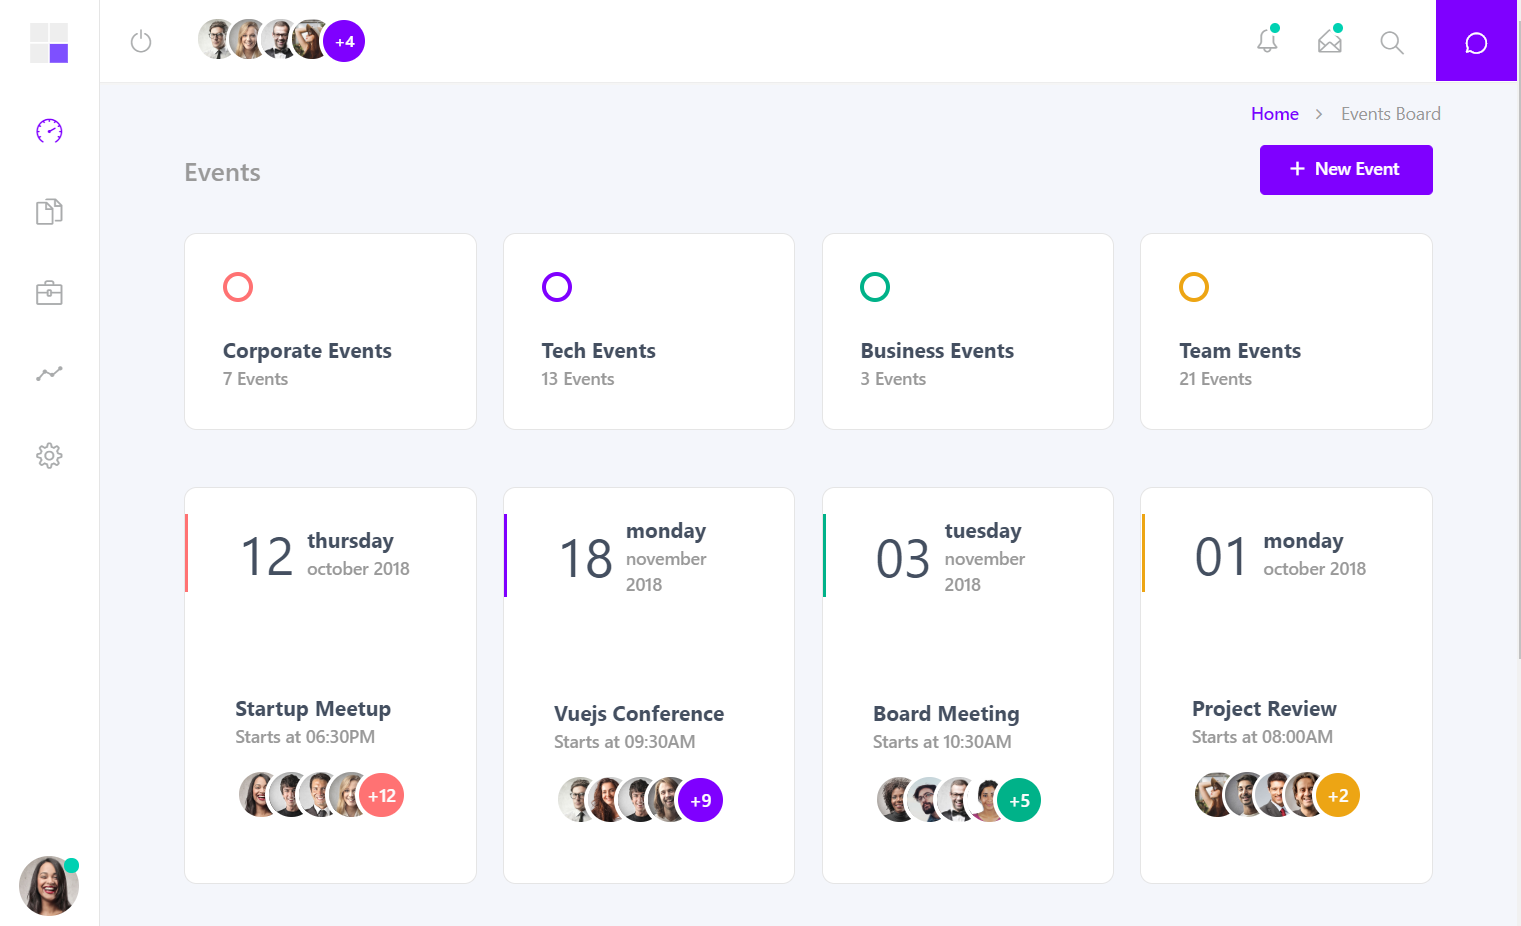 +4
Home > Events Board
Events
+ New Event
Corporate Events
7 Events
Tech Events
13 Events
Business Events
3 Events
Team Events
21 Events
12
thursday
october 2018
Startup Meetup
Starts at 06:30PM
+12
18
monday
november
2018
Vuejs Conference
Starts at 09:30AM
+9
03
tuesday
november
2018
Board Meeting
Starts at 10:30AM
+5
01
monday
october 2018
Project Review
Starts at 08:00AM
+2